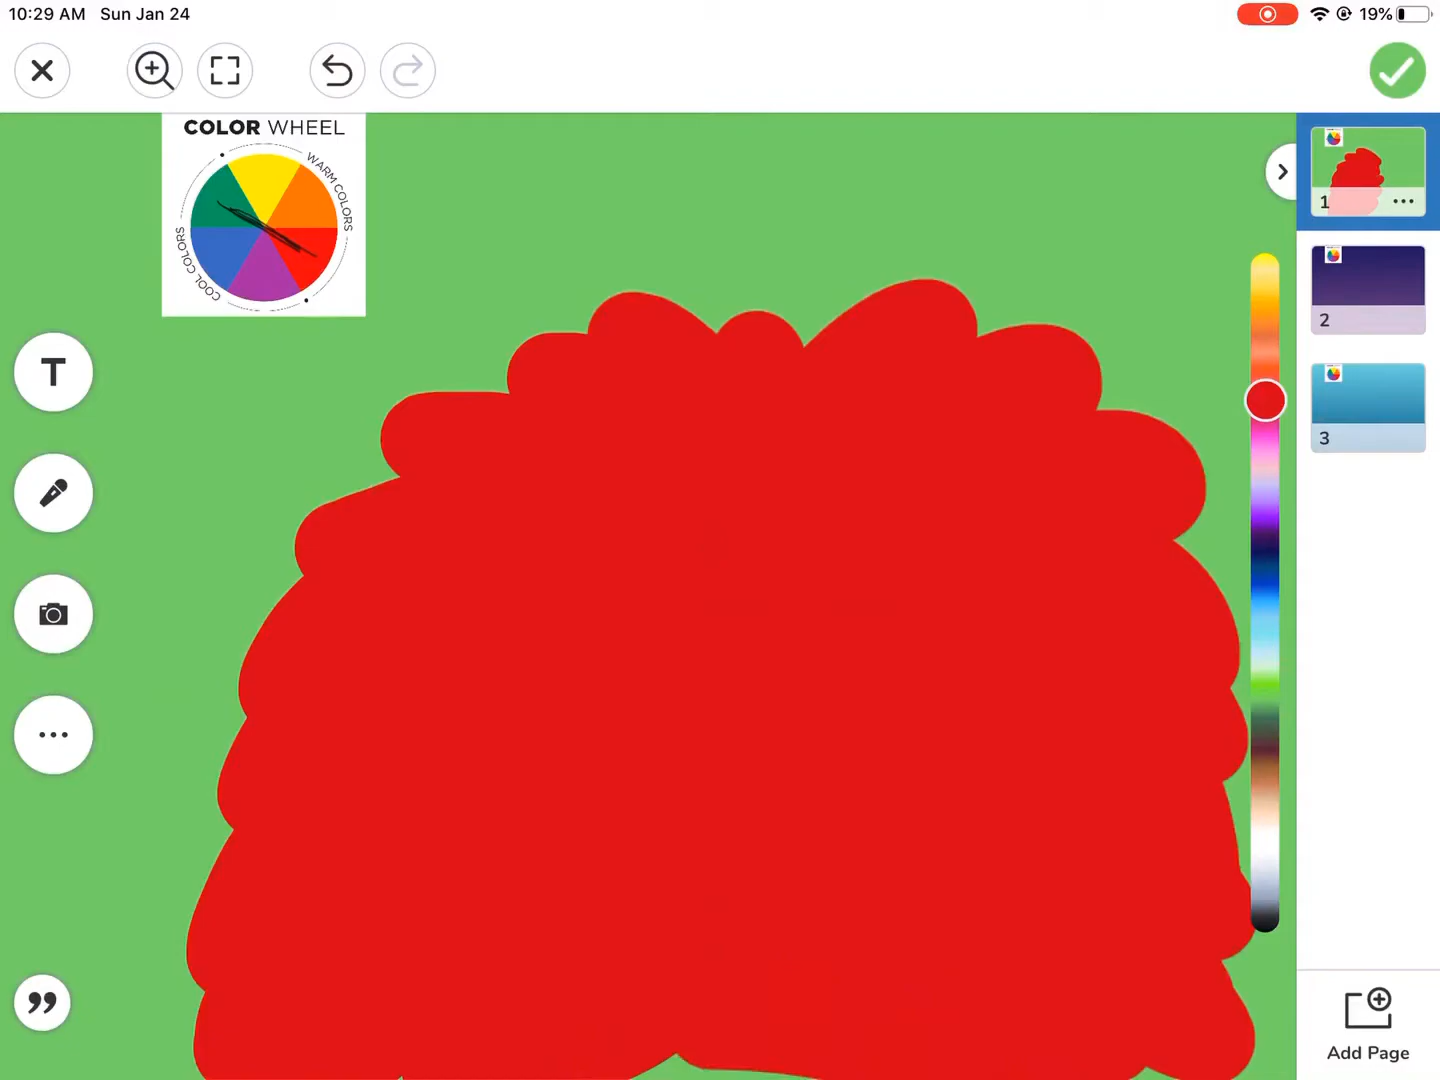 10:29 AM Sun Jan 24
19%
COLOR WHEEL
WARM COLORS
COOL COLORS
T
1
2
3
Add Page